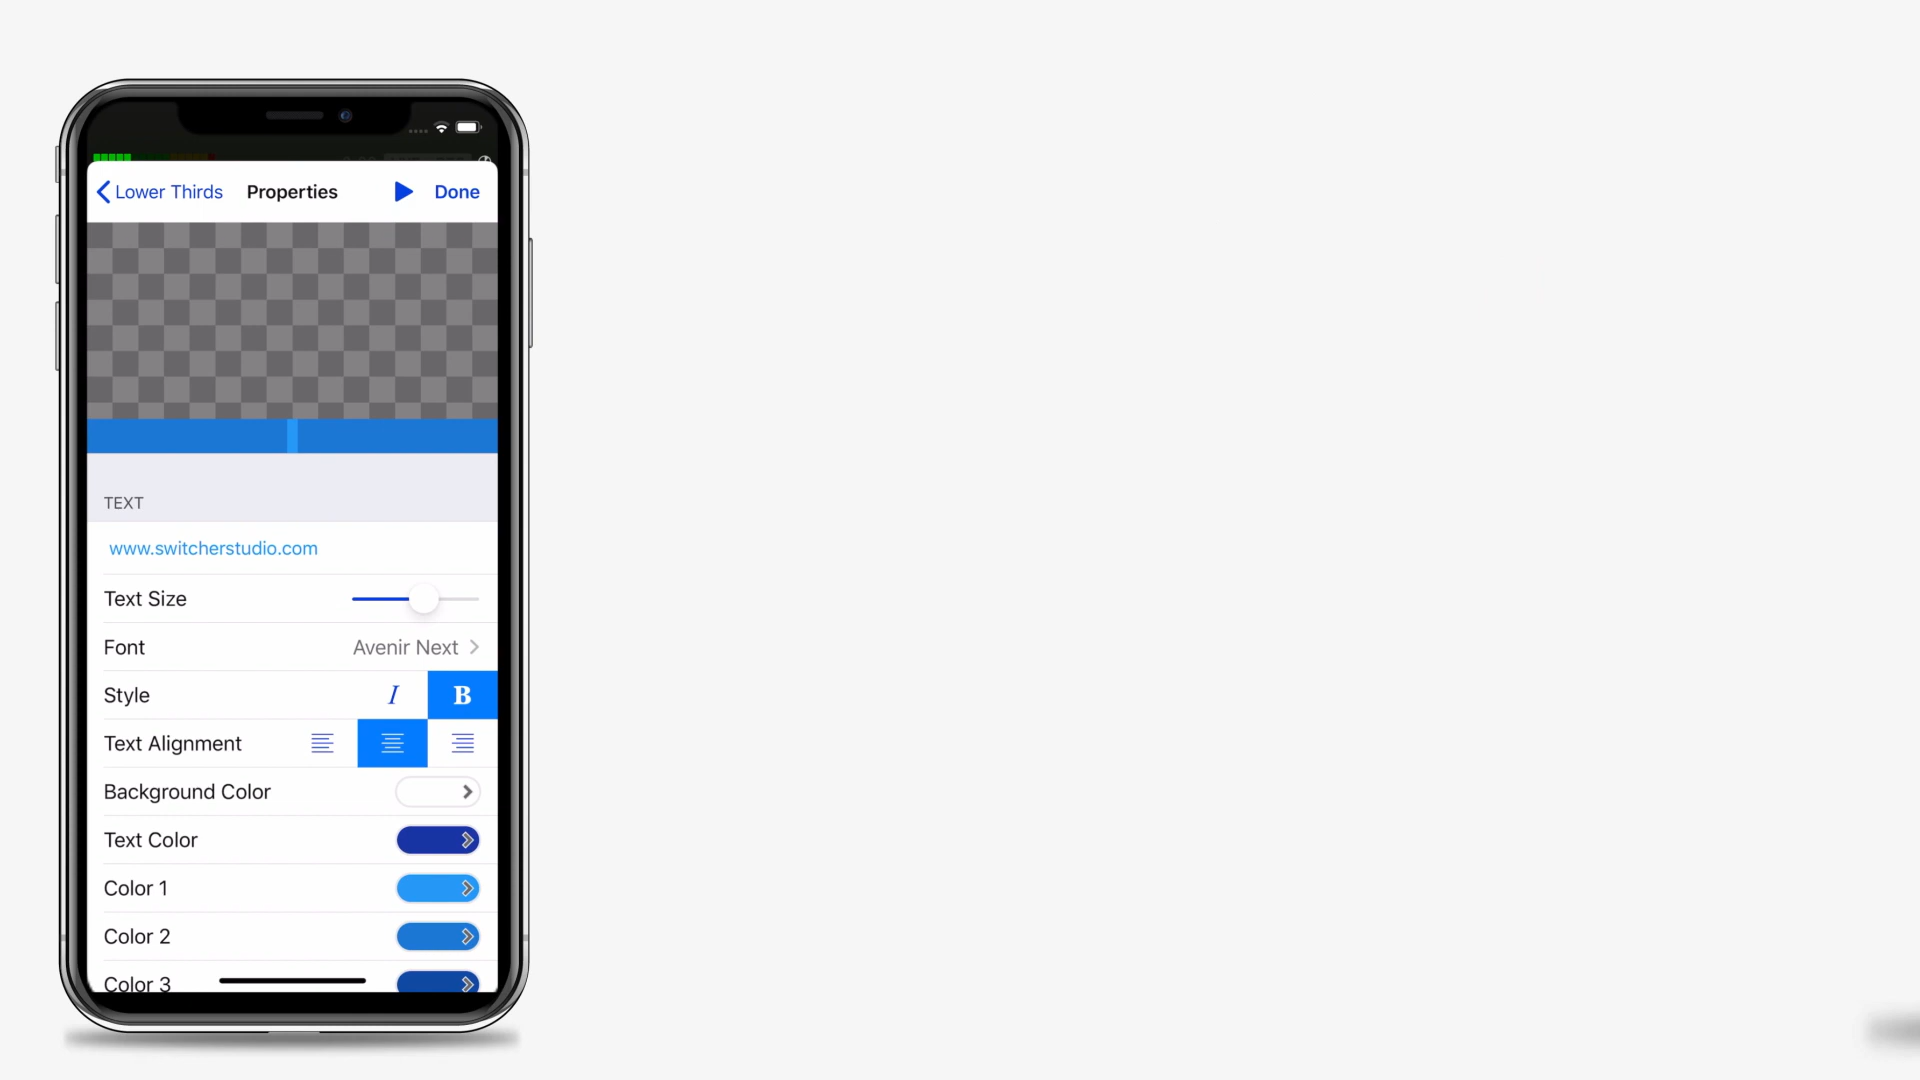 Lower Thirds Properties Done
TEXT
www.switcherstudio.com
Text Size
Font Avenir Next
Style I B
Text Alignment
Background Color
Text Color
Color 1
Color 2
Color 3